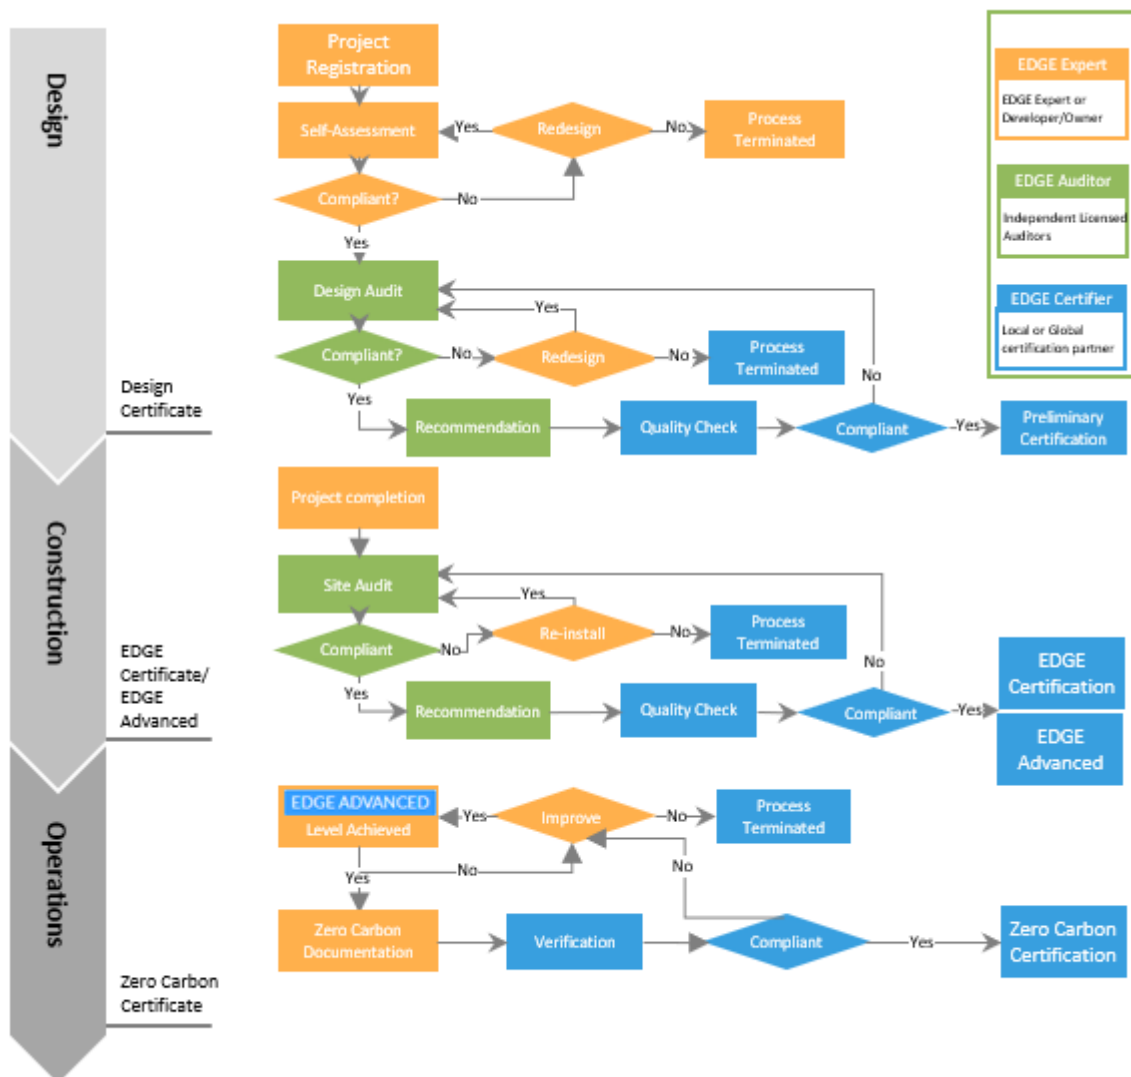 Design
Project
Registration
Self-Assessment
Yes
Redesign
No
Process
Terminated
Compliant?
No
Yes
Design Audit
Yes
Compliant?
No
Redesign
No
Process
Terminated
No
Yes
Recommendation
Quality Check
Compliant
Yes
Preliminary
Certification
Design
Certificate
EDGE Expert
EDGE Expert or
Developer/Owner
EDGE Auditor
Independent Licensed
Auditors
EDGE Certifier
Local or Global
certification partner
Construction
Project completion
Site Audit
Yes
Compliant
No
Re-install
No
Process
Terminated
No
Yes
Recommendation
Quality Check
Compliant
Yes
EDGE
Certification
EDGE
Advanced
EDGE
Certificate/
EDGE
Advanced
Operations
EDGE ADVANCED
Level Achieved
Yes
Improve
No
Process
Terminated
No
No
Yes
Zero Carbon
Documentation
Verification
Compliant
Yes
Zero Carbon
Certification
Zero Carbon
Certificate